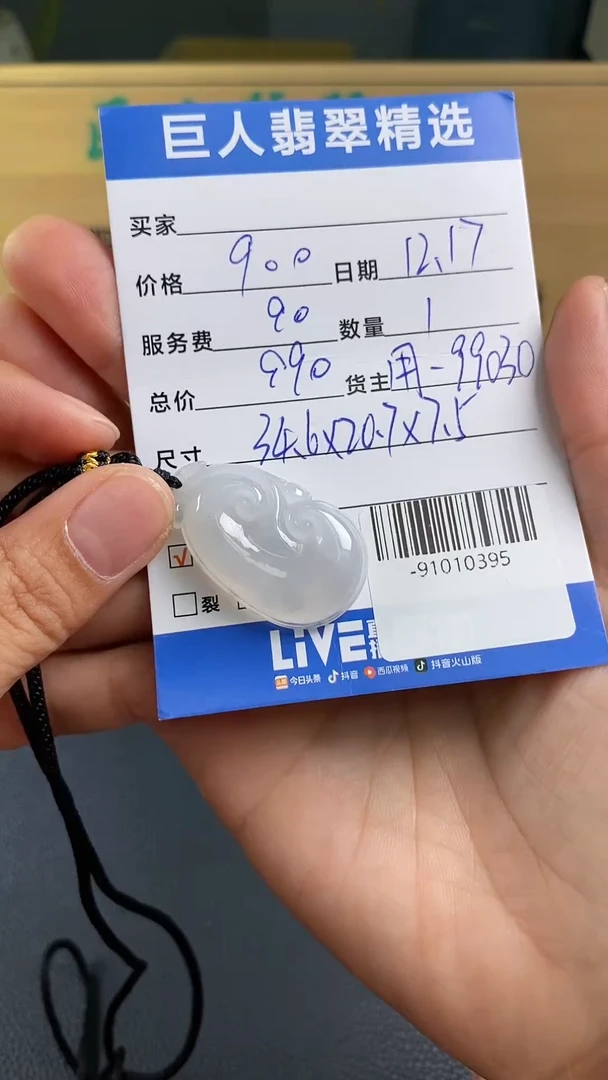 巨人翡翠精选
买家
价格 900 日期 12.17
服务费 90 数量 1
总价 990 货主 用-99030
尺寸 34.6x20.7x7.5
-91010395
裂
LIVE
今日头条 抖音 西瓜视频 抖音火山版